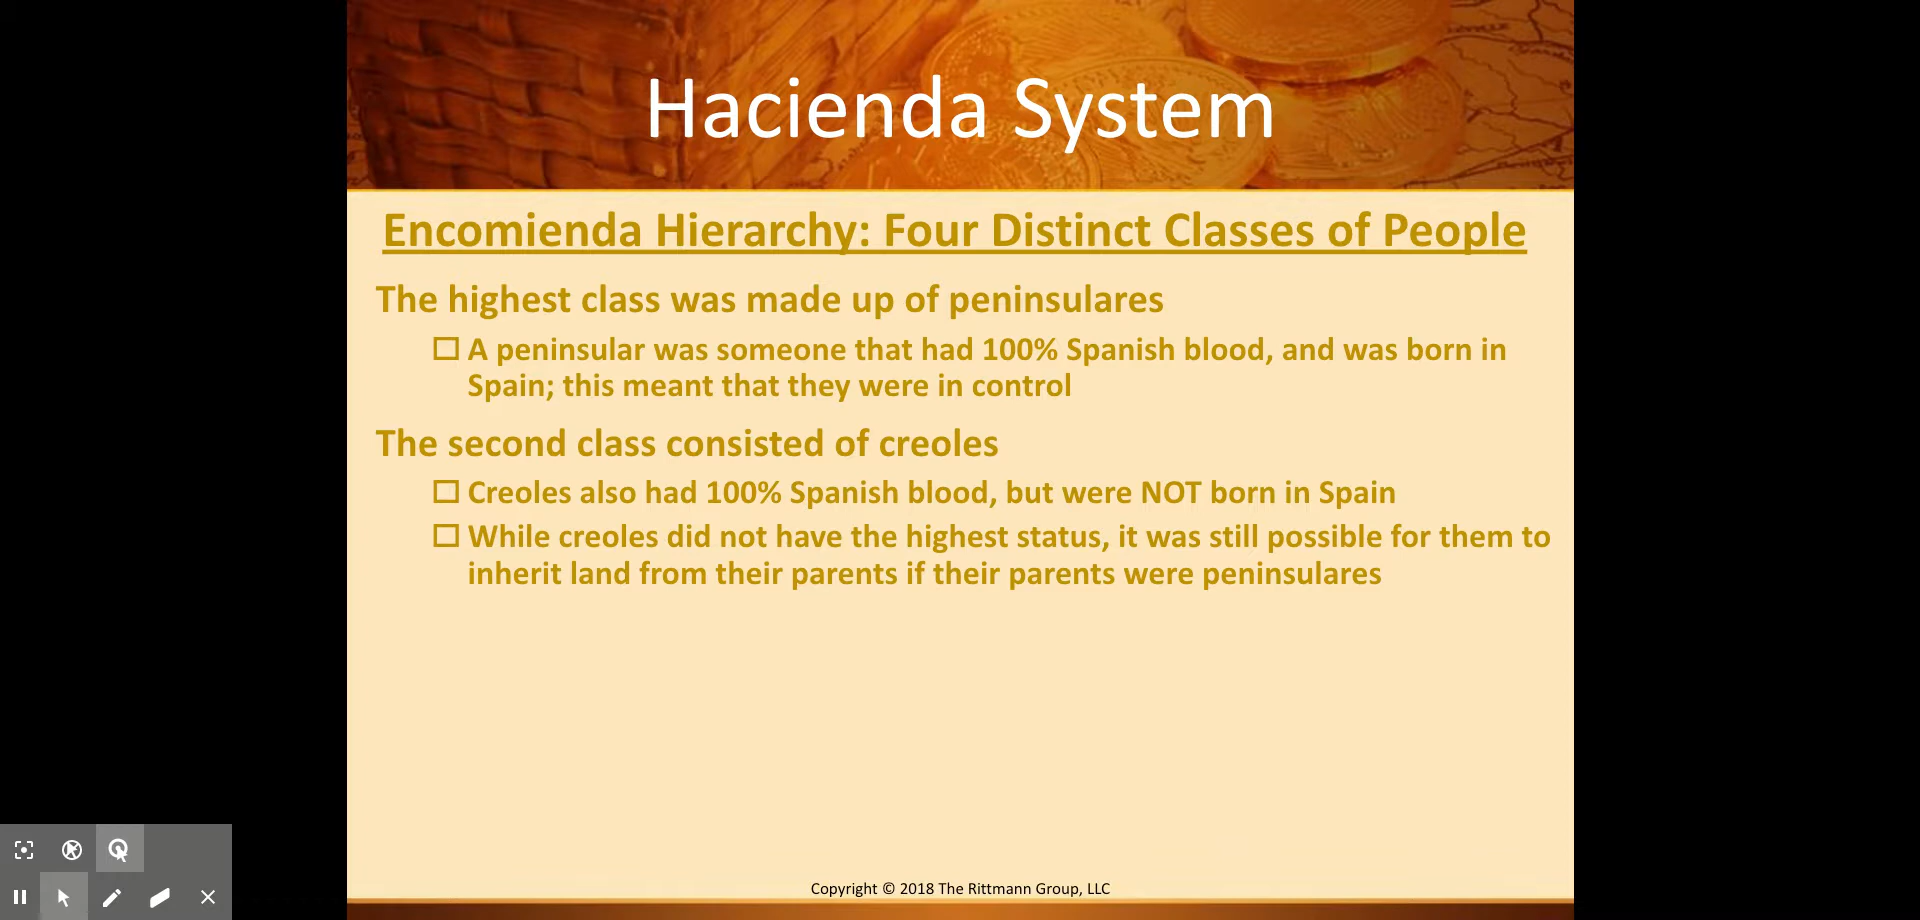 Hacienda System
Encomienda Hierarchy: Four Distinct Classes of People
The highest class was made up of peninsulares
A peninsular was someone that had 100% Spanish blood, and was born in
Spain; this meant that they were in control
The second class consisted of creoles
Creoles also had 100% Spanish blood, but were NOT born in Spain
While creoles did not have the highest status, it was still possible for them to
inherit land from their parents if their parents were peninsulares
Copyright © 2018 The Rittmann Group, LLC